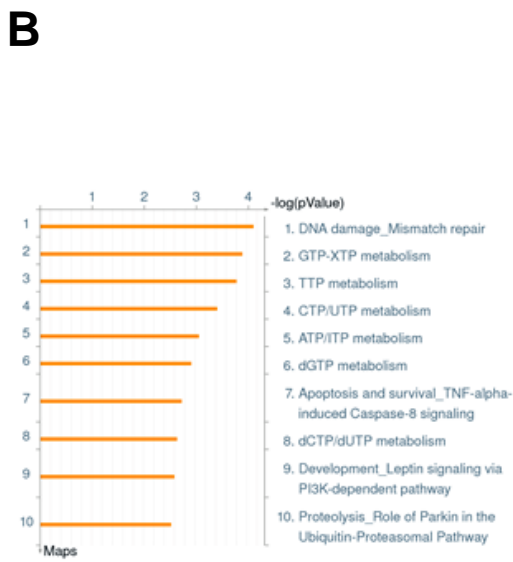 B
1 2 3 4 -log(pValue)
1 1. DNA damage_Mismatch repair
2 2. GTP-XTP metabolism
3 3. TTP metabolism
4 4. CTP/UTP metabolism
5 5. ATP/ITP metabolism
6 6. dGTP metabolism
7 7. Apoptosis and survival_TNF-alpha-
induced Caspase-8 signaling
8 8. dCTP/dUTP metabolism
9 9. Development_Leptin signaling via
PI3K-dependent pathway
10 10. Proteolysis_Role of Parkin in the
Ubiquitin-Proteasomal Pathway
Maps